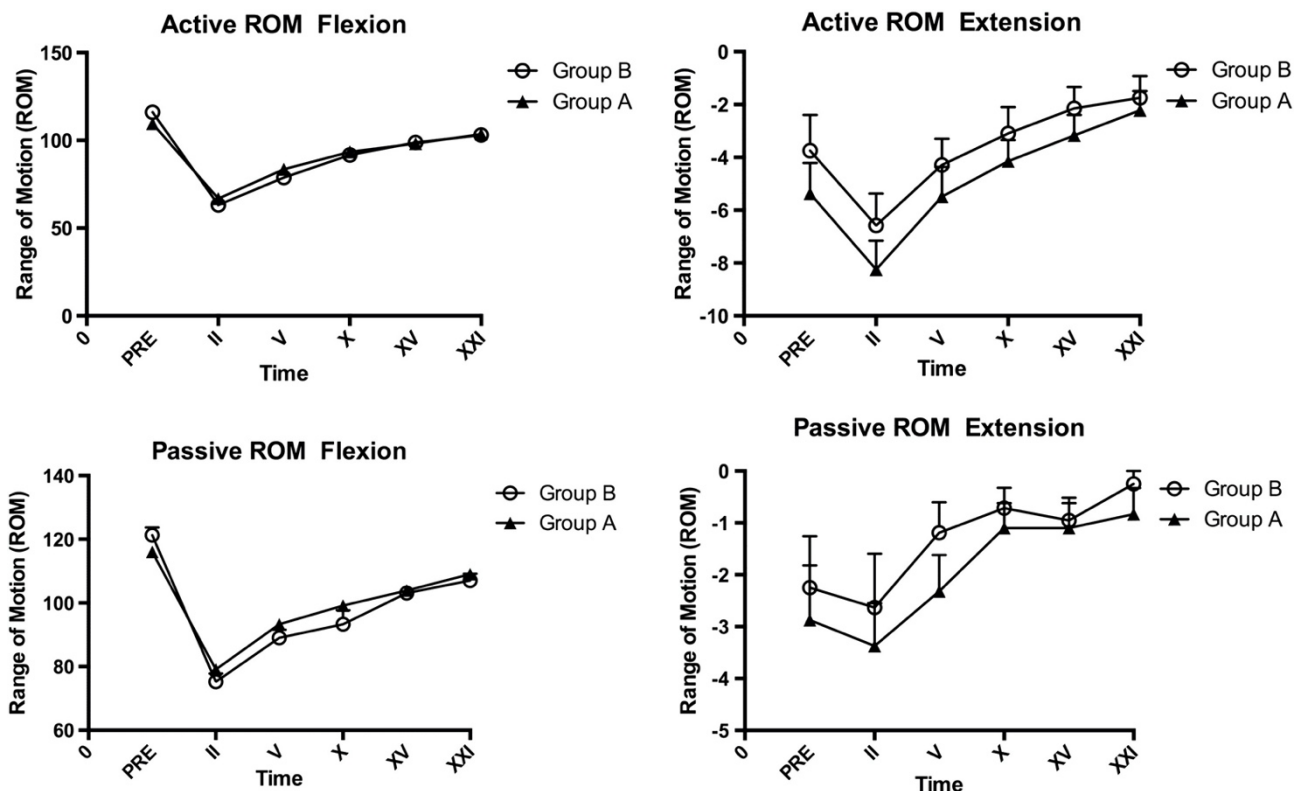 Active ROM Flexion
150
100
50
0
Range of Motion (ROM)
0
PRE
II
V
X
XV
XXI
Time
Group B
Group A
Active ROM Extension
0
-2
-4
-6
-8
-10
Range of Motion (ROM)
0
PRE
II
V
X
XV
XXI
Time
Group B
Group A
Passive ROM Flexion
140
120
100
80
60
Range of Motion (ROM)
0
PRE
II
V
X
XV
XXI
Time
Group B
Group A
Passive ROM Extension
0
-1
-2
-3
-4
-5
Range of Motion (ROM)
0
PRE
II
V
X
XV
XXI
Time
Group B
Group A